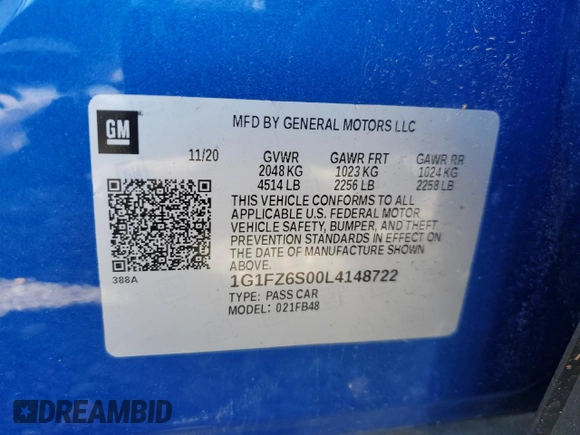 GM
MFD BY GENERAL MOTORS LLC
11/20 GVWR GAWR FRT GAWR RR
2048 KG 1023 KG 1024 KG
4514 LB 2256 LB 2258 LB
THIS VEHICLE CONFORMS TO ALL
APPLICABLE U.S. FEDERAL MOTOR
VEHICLE SAFETY, BUMPER, AND THEFT
PREVENTION STANDARDS IN EFFECT ON
THE DATE OF MANUFACTURE SHOWN
ABOVE.
388A
1G1FZ6S00L4148722
TYPE: PASS CAR
MODEL: 021FB48
DREAMBID